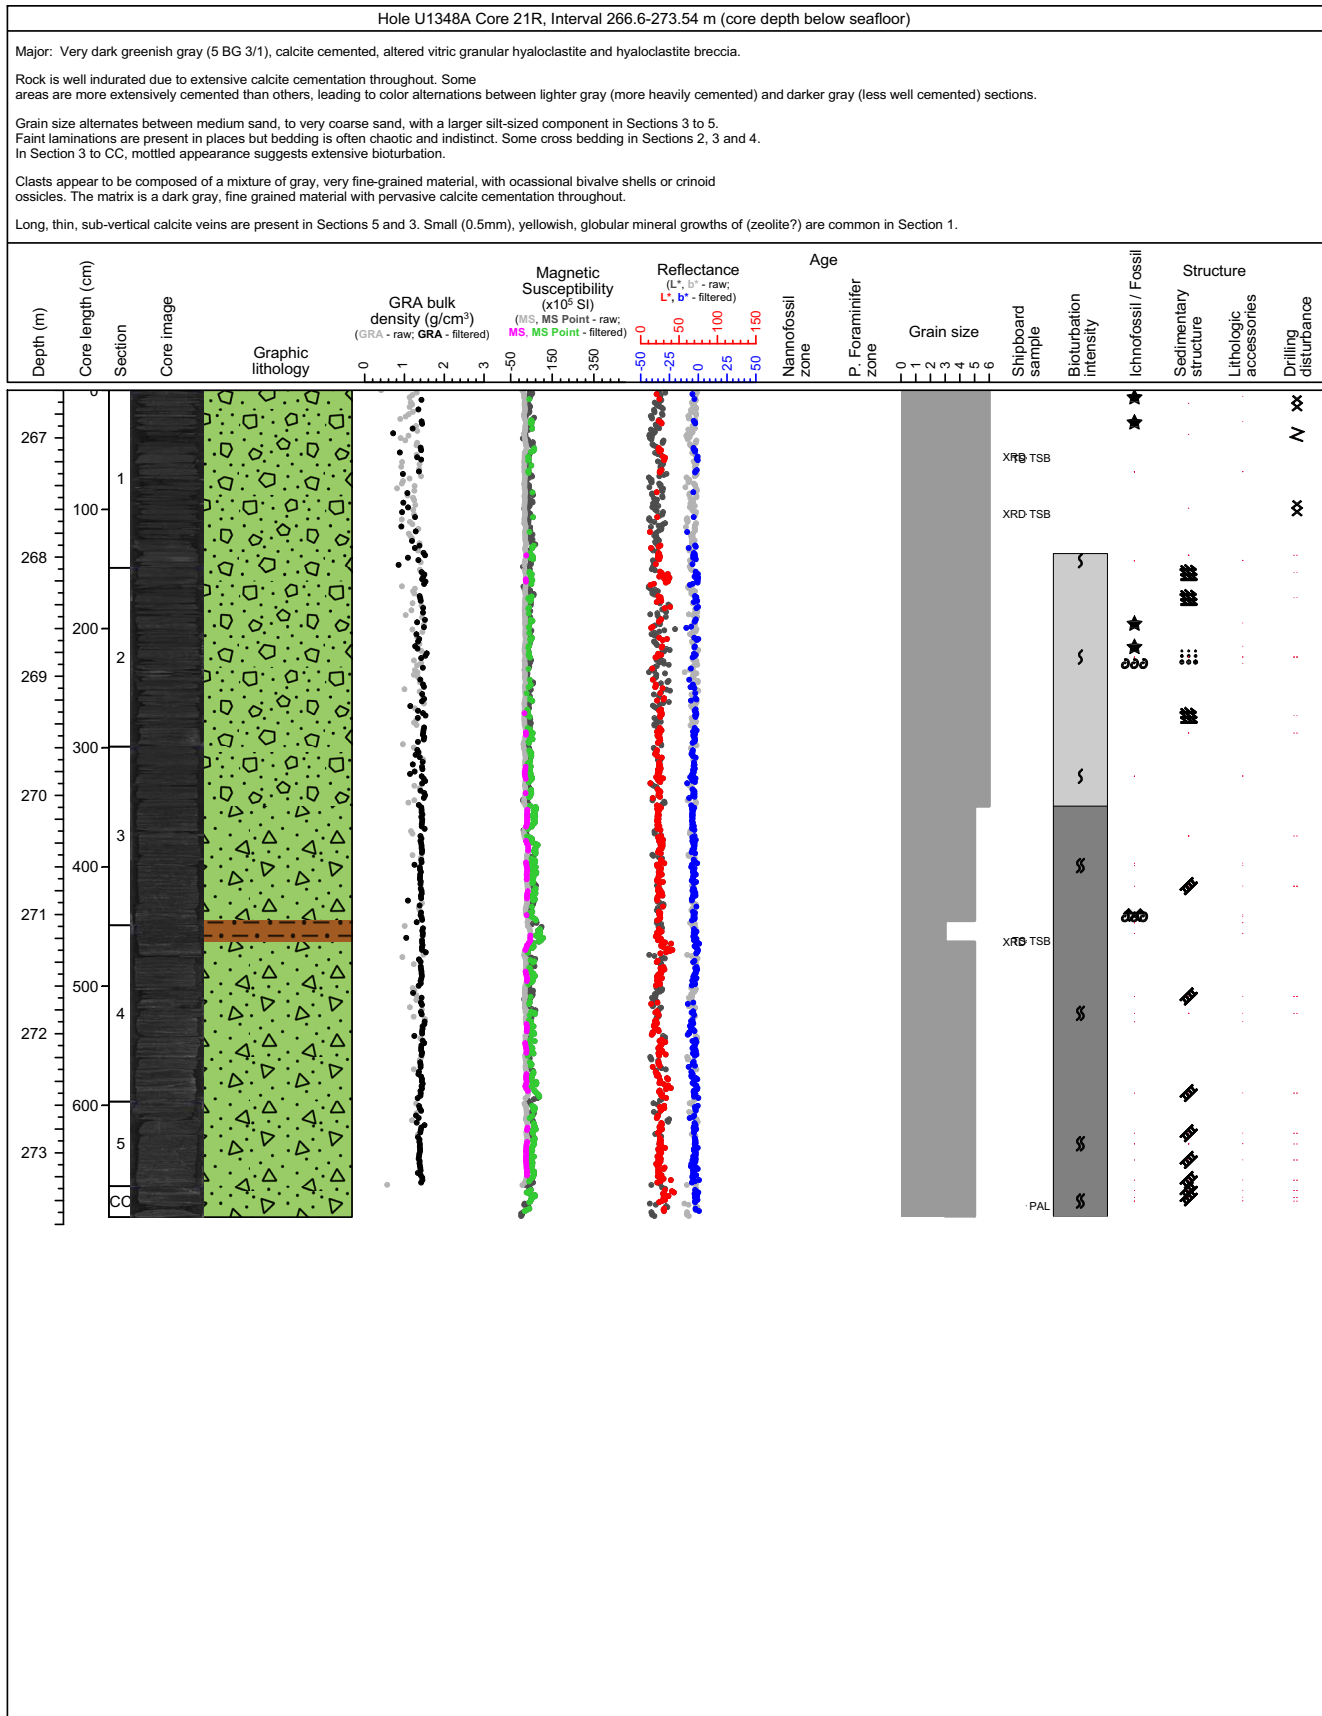 Hole U1348A Core 21R, Interval 266.6-273.54 m (core depth below seafloor)
Major: Very dark greenish gray (5 BG 3/1), calcite cemented, altered vitric granular hyaloclastite and hyaloclastite breccia.
Rock is well indurated due to extensive calcite cementation throughout. Some
areas are more extensively cemented than others, leading to color alternations between lighter gray (more heavily cemented) and darker gray (less well cemented) sections.
Grain size alternates between medium sand, to very coarse sand, with a larger silt-sized component in Sections 3 to 5.
Faint laminations are present in places but bedding is often chaotic and indistinct. Some cross bedding in Sections 2, 3 and 4.
In Section 3 to CC, mottled appearance suggests extensive bioturbation.
Clasts appear to be composed of a mixture of gray, very fine-grained material, with ocassional bivalve shells or crinoid
ossicles. The matrix is a dark gray, fine grained material with pervasive calcite cementation throughout.
Long, thin, sub-vertical calcite veins are present in Sections 5 and 3. Small (0.5mm), yellowish, globular mineral growths of (zeolite?) are common in Section 1.
Depth (m)
Core length (cm)
Section
Core image
Graphic
lithology
GRA bulk
density (g/cm³)
(GRA - raw; GRA - filtered)
0 1 2 3
Magnetic
Susceptibility
(x10⁵ SI)
(MS, MS Point - raw;
MS, MS Point - filtered)
-50 150 350
Reflectance
(L*, b* - raw;
L*, b* - filtered)
0 50 100 150
-50 -25 0 25 50
Age
Nannofossil
zone
P. Foraminifer
zone
Grain size
0 1 2 3 4 5 6
Shipboard
sample
Bioturbation
intensity
Ichnofossil / Fossil
Structure
Sedimentary
structure
Lithologic
accessories
Drilling
disturbance
0
267
XRD TSB
1
100
XRD TSB
268
200
2
269
300
270
3
400
271
XRD TSB
500
4
272
600
5
273
CC
PAL